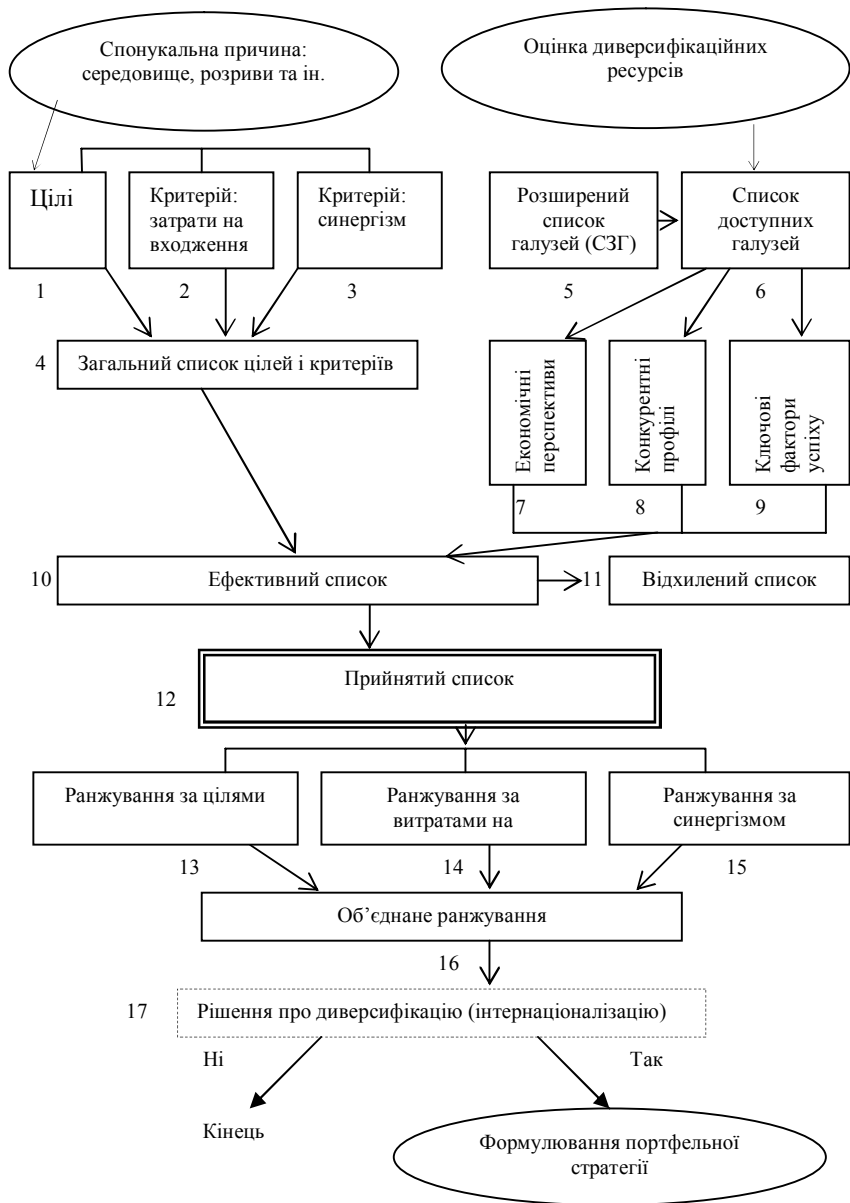 Спонукальна причина:
середовище, розриви та ін.
Оцінка диверсифікаційних
ресурсів
Цілі
Критерій:
затрати на
входження
Критерій:
синергізм
Розширений
список
галузей (СЗГ)
Список
доступних
галузей
1
2
3
5
6
4
Загальний список цілей і критеріїв
Економічні
перспективи
Конкурентні
профілі
Ключові
фактори
успіху
7
8
9
10
Ефективний список
11
Відхилений список
12
Прийнятий список
Ранжування за цілями
Ранжування за
витратами на
Ранжування за
синергізмом
13
14
15
Об’єднане ранжування
16
17
Рішення про диверсифікацію (інтернаціоналізацію)
Ні
Так
Кінець
Формулювання портфельної
стратегії